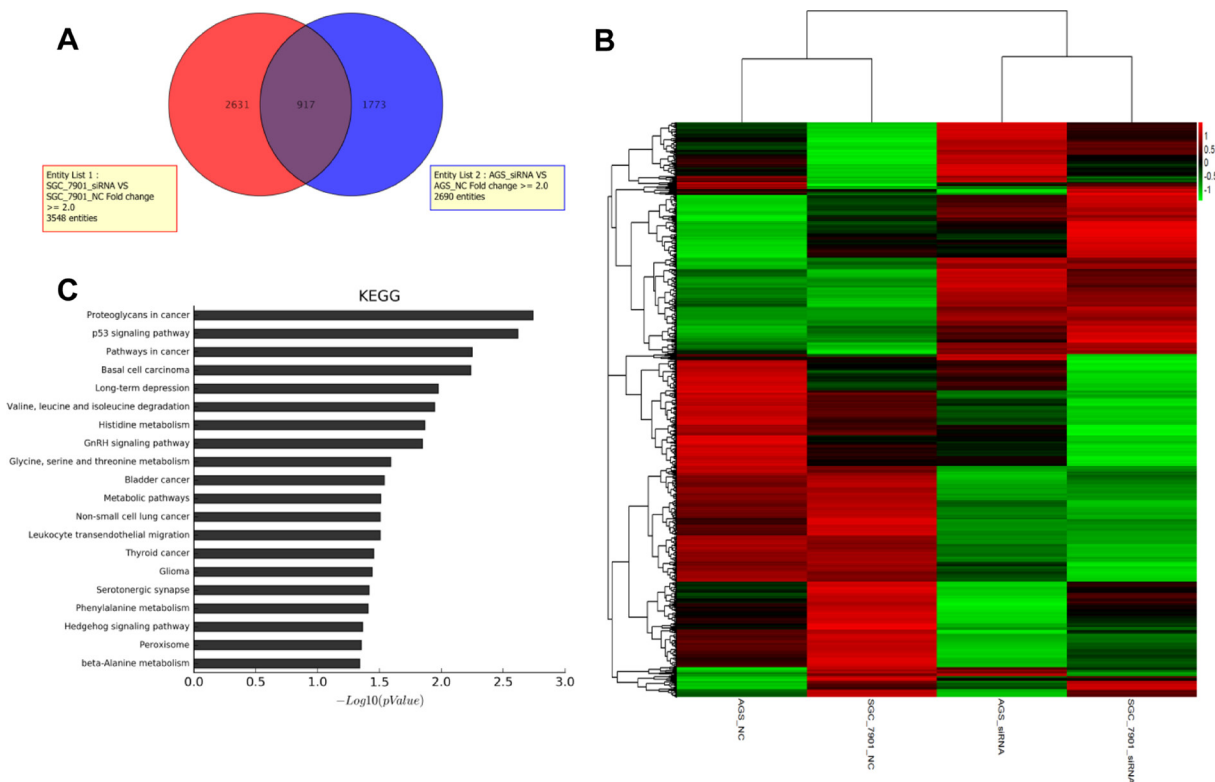 A
2631
917
1773
Entity List 1 :
SGC_7901_siRNA VS
SGC_7901_NC Fold change
>= 2.0
3548 entities
Entity List 2 : AGS_siRNA VS
AGS_NC Fold change >= 2.0
2690 entities
B
1
0.5
0
-0.5
-1
AGS_NC
SGC_7901_NC
AGS_siRNA
SGC_7901_siRNA
C
KEGG
Proteoglycans in cancer
p53 signaling pathway
Pathways in cancer
Basal cell carcinoma
Long-term depression
Valine, leucine and isoleucine degradation
Histidine metabolism
GnRH signaling pathway
Glycine, serine and threonine metabolism
Bladder cancer
Metabolic pathways
Non-small cell lung cancer
Leukocyte transendothelial migration
Thyroid cancer
Glioma
Serotonergic synapse
Phenylalanine metabolism
Hedgehog signaling pathway
Peroxisome
beta-Alanine metabolism
0.0 0.5 1.0 1.5 2.0 2.5 3.0
−Log10(pValue)